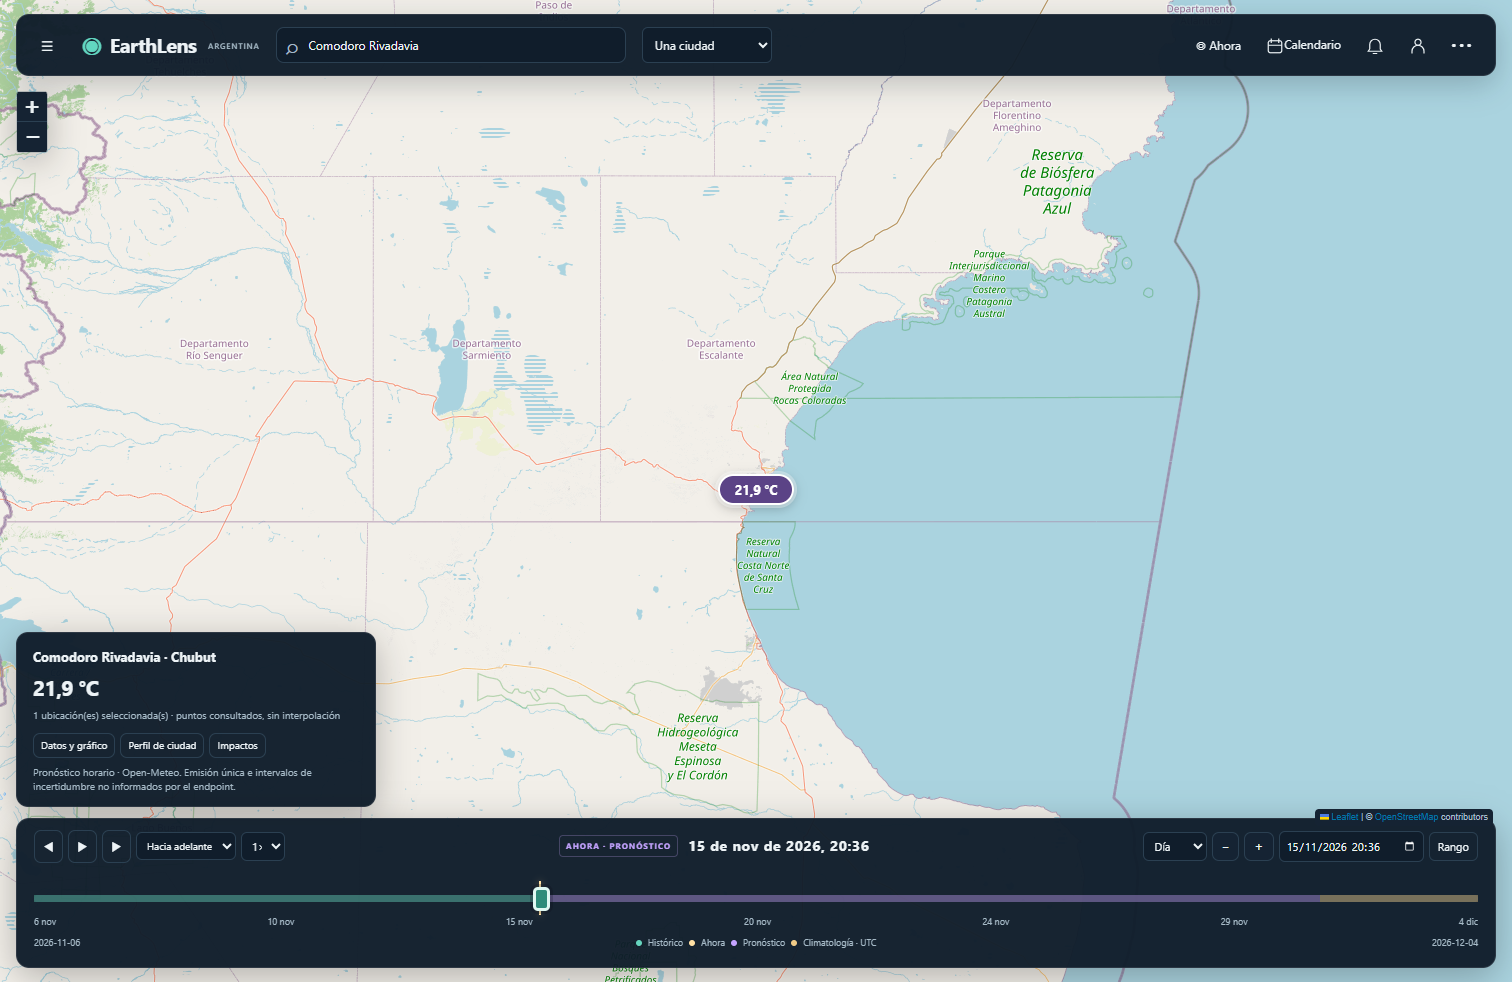 Paso de
Departamento
☰ EarthLens ARGENTINA Comodoro Rivadavia Una ciudad Ahora Calendario
+
−
Departamento
Florentino
Ameghino
Reserva
de Biósfera
Patagonia
Azul
Parque
Interjurisdiccional
Marino
Costero
Patagonia
Austral
Departamento
Río Senguer
Departamento
Sarmiento
Departamento
Escalante
Área Natural
Protegida
Rocas Coloradas
21,9 °C
Reserva
Natural
Costa Norte
de Santa
Cruz
Comodoro Rivadavia · Chubut
21,9 °C
1 ubicación(es) seleccionada(s) · puntos consultados, sin interpolación
Datos y gráfico Perfil de ciudad Impactos
Pronóstico horario · Open-Meteo. Emisión única e intervalos de
incertidumbre no informados por el endpoint.
Reserva
Hidrogeológica
Meseta
Espinosa
y El Cordón
Leaflet | © OpenStreetMap contributors
◀ ▶ ▶ Hacia adelante AHORA · PRONÓSTICO 15 de nov de 2026, 20:36 Día − + 15/11/2026 20:36 Rango
6 nov 10 nov 15 nov 20 nov 24 nov 29 nov 4 dic
2026-11-06 Histórico Ahora Pronóstico Climatología · UTC 2026-12-04
Bosques
Petrificados